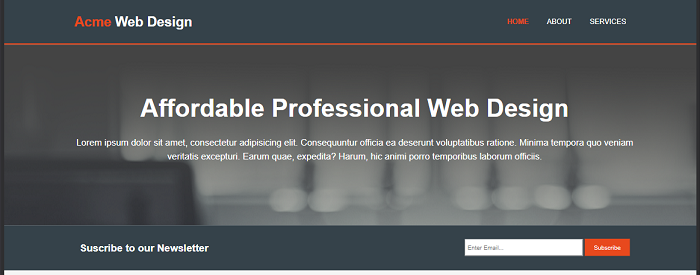 Acme Web Design
HOME ABOUT SERVICES
Affordable Professional Web Design
Lorem ipsum dolor sit amet, consectetur adipisicing elit. Consequuntur officia ea deserunt voluptatibus ratione. Minima tempora quo veniam
veritatis excepturi. Earum quae, expedita? Harum, hic animi porro temporibus laborum officiis.
Suscribe to our Newsletter
Enter Email...
Subscribe